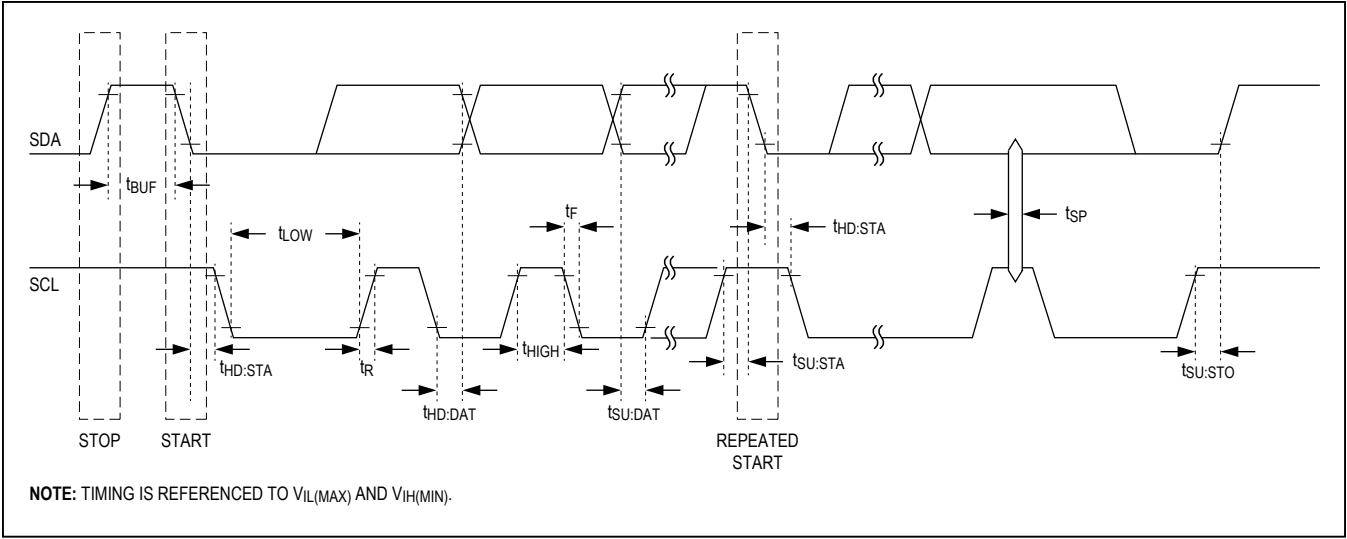 SDA
tBUF
tF
tSP
tLOW
tHD:STA
SCL
tHD:STA
tR
tHIGH
tSU:STA
tSU:STO
tHD:DAT
tSU:DAT
STOP
START
REPEATED
START
NOTE: TIMING IS REFERENCED TO VIL(MAX) AND VIH(MIN).